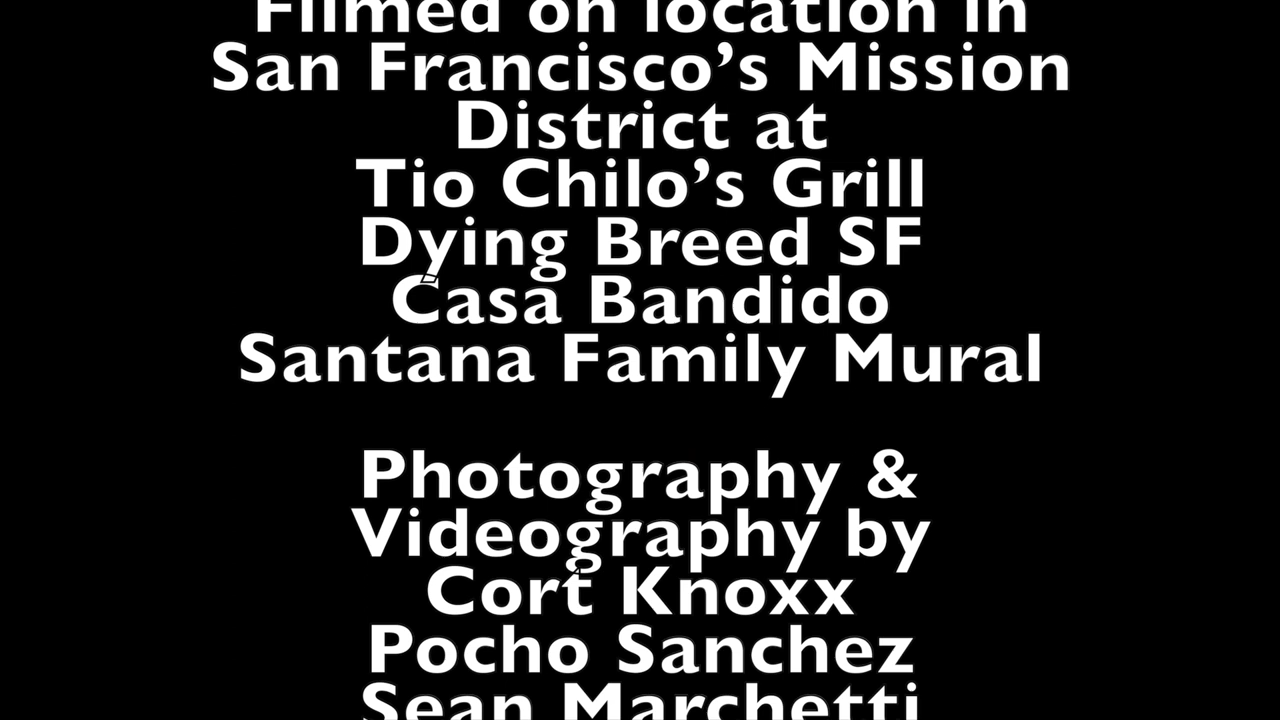 Filmed on location in
San Francisco’s Mission
District at
Tio Chilo’s Grill
Dying Breed SF
Casa Bandido
Santana Family Mural
Photography &
Videography by
Cort Knoxx
Pocho Sanchez
Sean Marchetti